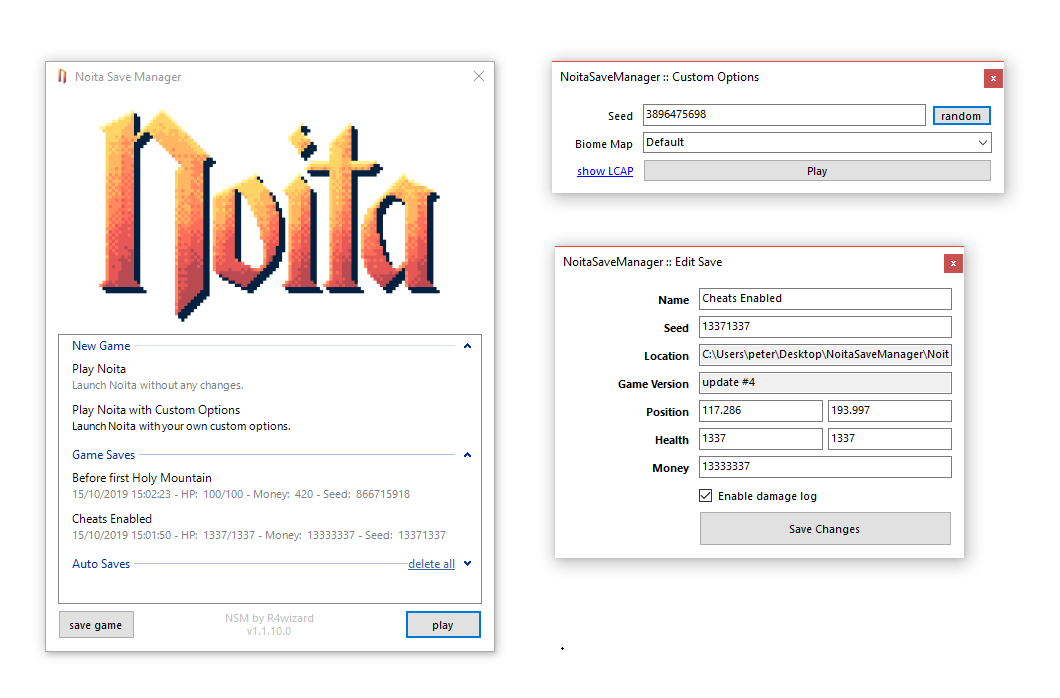 Noita Save Manager
Noita
New Game
Play Noita
Launch Noita without any changes.
Play Noita with Custom Options
Launch Noita with your own custom options.
Game Saves
Before first Holy Mountain
15/10/2019 15:02:23 - HP: 100/100 - Money: 420 - Seed: 866715918
Cheats Enabled
15/10/2019 15:01:50 - HP: 1337/1337 - Money: 13333337 - Seed: 13371337
Auto Saves delete all
save game
NSM by R4wizard
v1.1.10.0
play
NoitaSaveManager :: Custom Options x
Seed 3896475698 random
Biome Map Default
show LCAP Play
NoitaSaveManager :: Edit Save x
Name Cheats Enabled
Seed 13371337
Location C:\Users\peter\Desktop\NoitaSaveManager\Noit
Game Version update #4
Position 117.286 193.997
Health 1337 1337
Money 13333337
Enable damage log
Save Changes